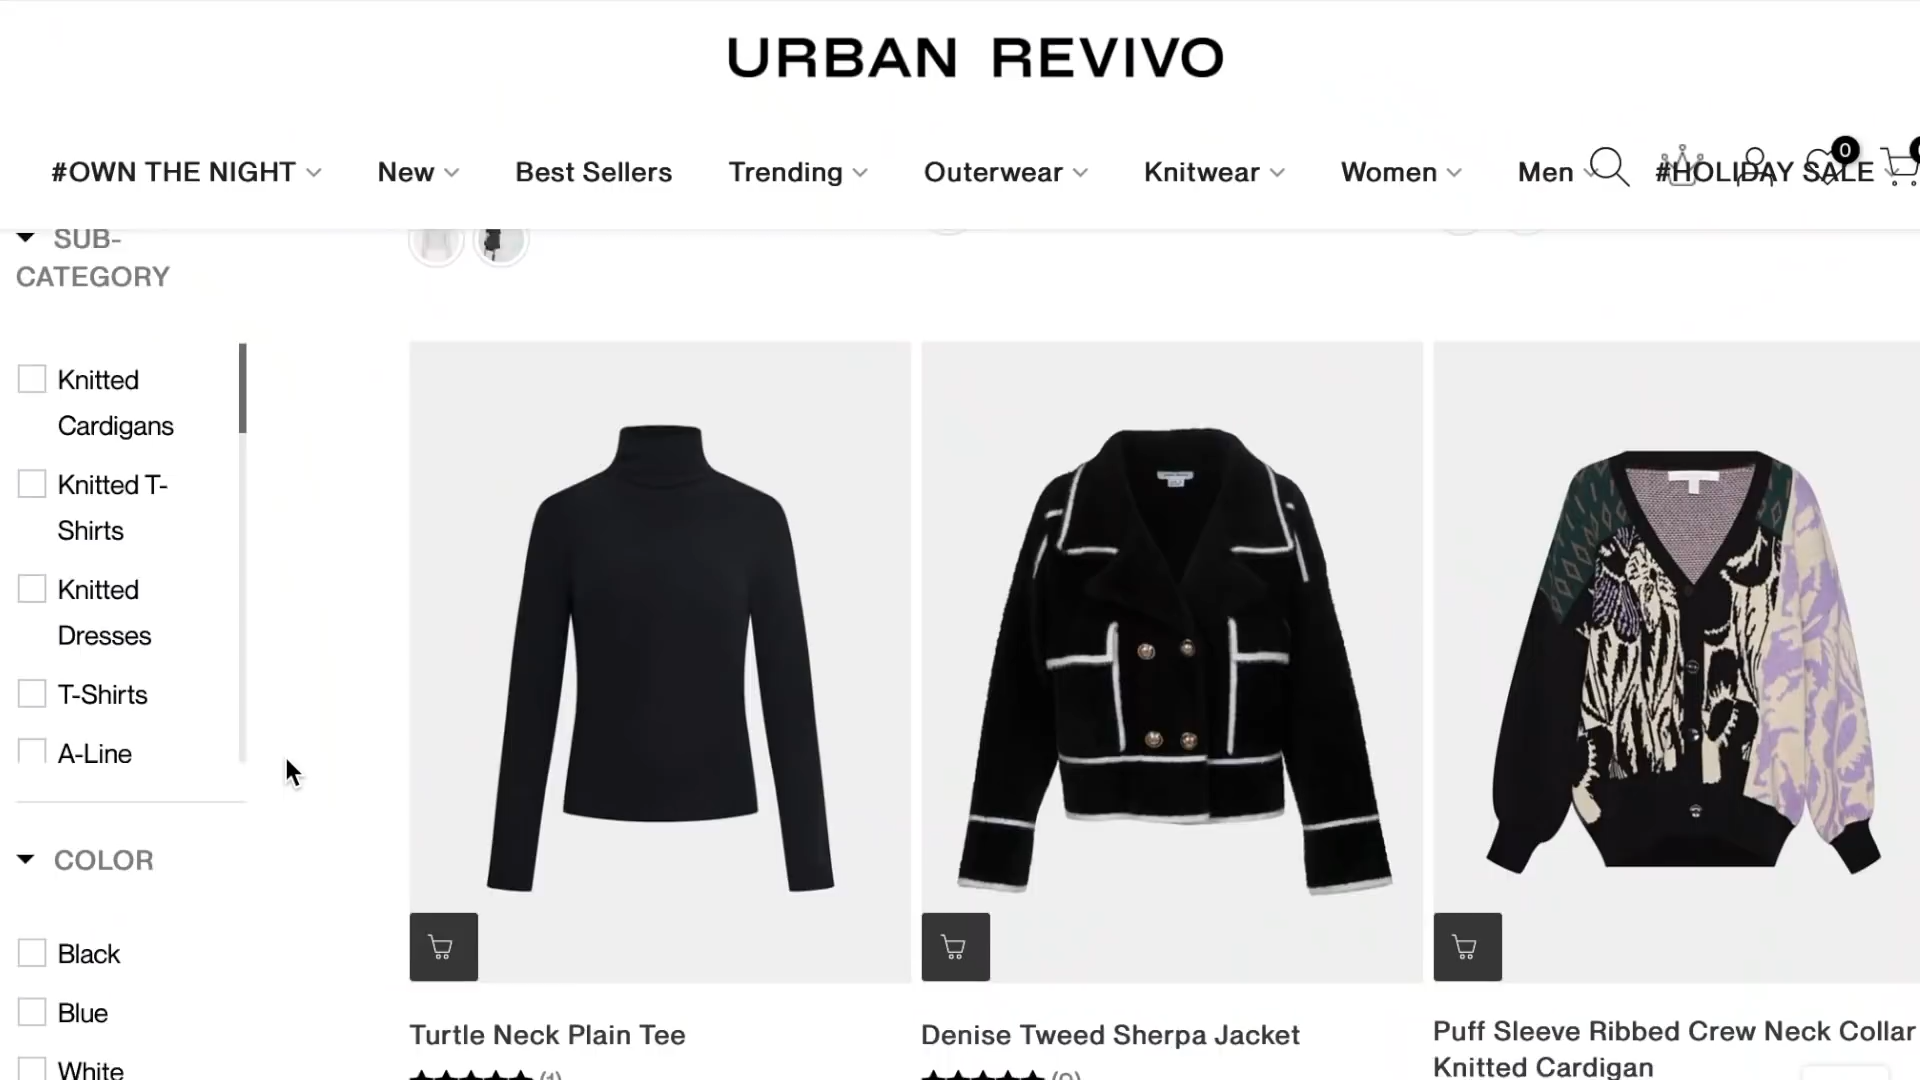 URBAN REVIVO
#OWN THE NIGHT
New
Best Sellers
Trending
Outerwear
Knitwear
Women
Men
#HOLIDAY SALE
0
SUB-
CATEGORY
Knitted
Cardigans
Knitted T-
Shirts
Knitted
Dresses
T-Shirts
A-Line
COLOR
Black
Blue
White
Turtle Neck Plain Tee
(1)
Denise Tweed Sherpa Jacket
Puff Sleeve Ribbed Crew Neck Collar
Knitted Cardigan